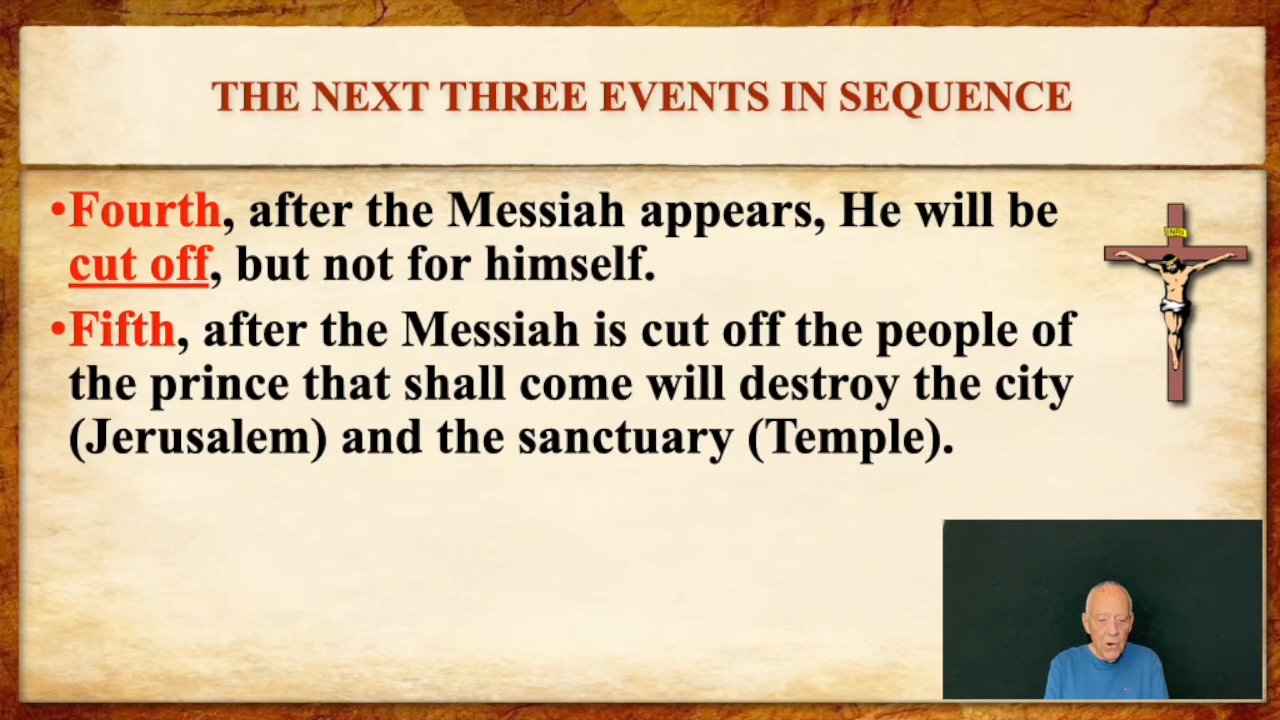 THE NEXT THREE EVENTS IN SEQUENCE
•Fourth, after the Messiah appears, He will be
cut off, but not for himself.
•Fifth, after the Messiah is cut off the people of
the prince that shall come will destroy the city
(Jerusalem) and the sanctuary (Temple).
INRI